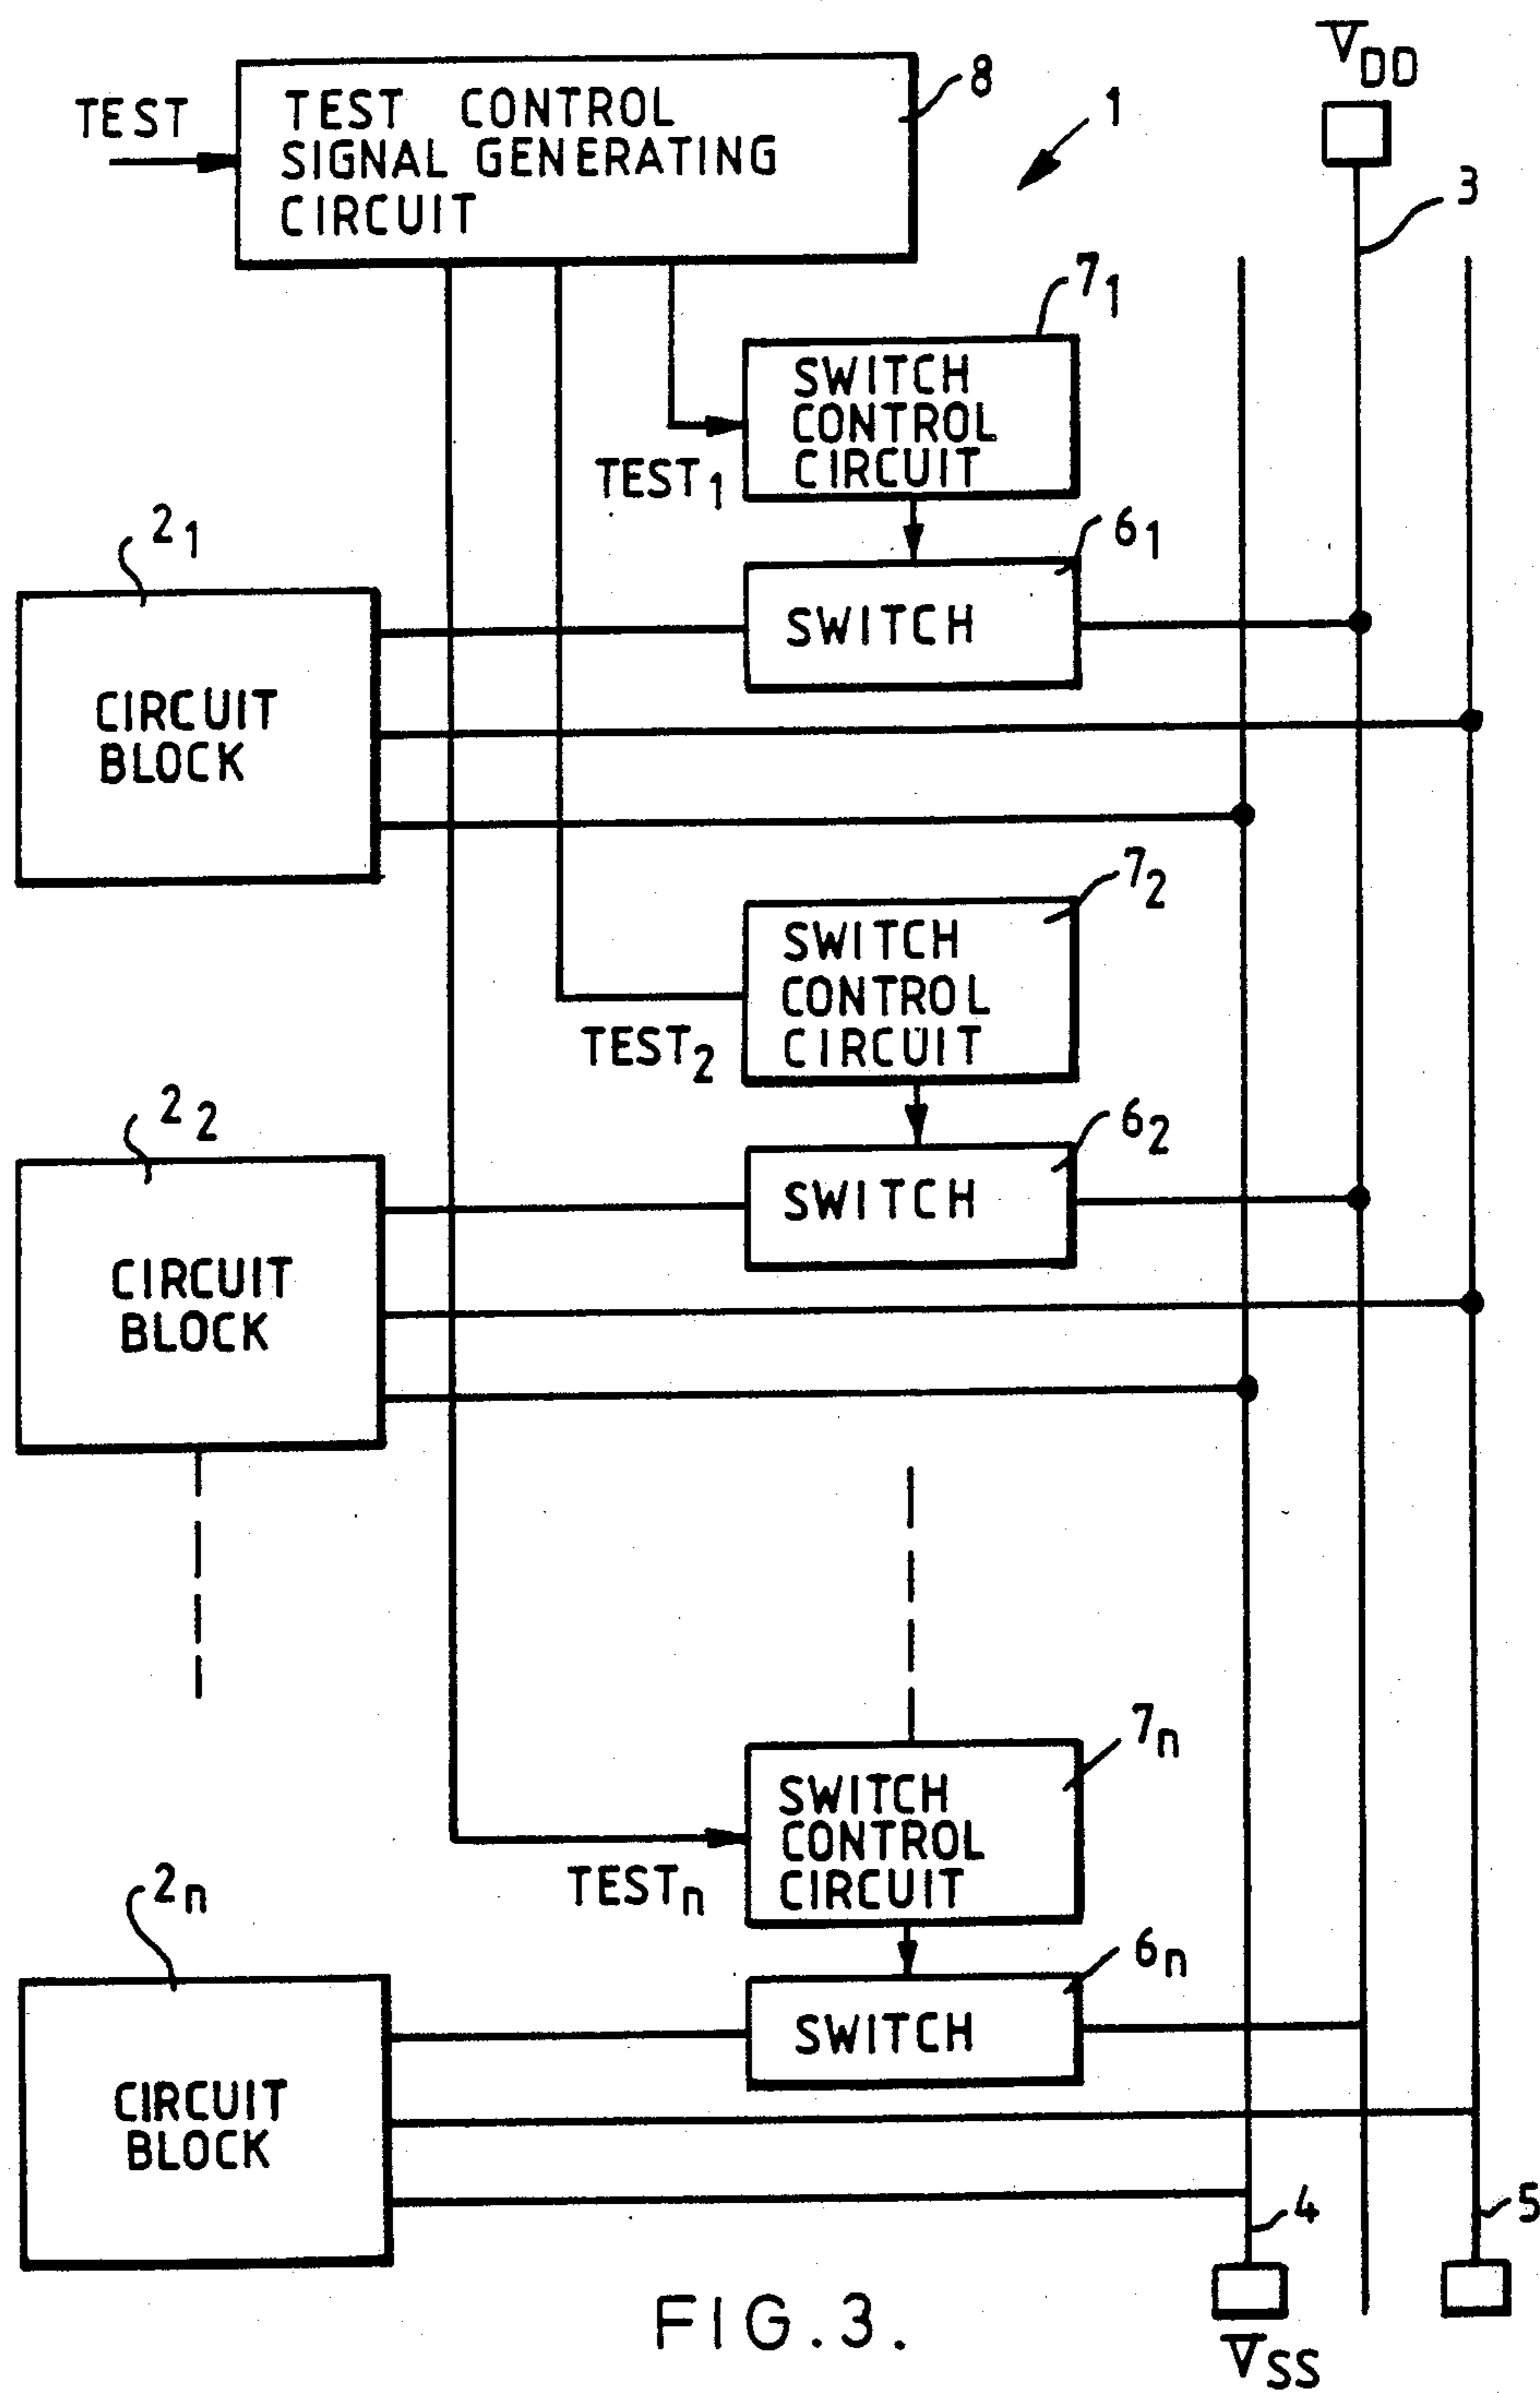 V̅DD
TEST
TEST CONTROL
SIGNAL GENERATING
CIRCUIT
8
1
3
7₁
SWITCH
CONTROL
CIRCUIT
TEST₁
2₁
6₁
SWITCH
CIRCUIT
BLOCK
7₂
SWITCH
CONTROL
CIRCUIT
TEST₂
2₂
6₂
SWITCH
CIRCUIT
BLOCK
7n
SWITCH
CONTROL
CIRCUIT
TESTn
2n
6n
SWITCH
CIRCUIT
BLOCK
4
5
V̅SS
FIG.3.